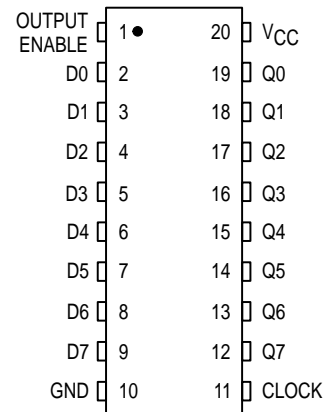 OUTPUT ENABLE 1 20 VCC
D0 2 19 Q0
D1 3 18 Q1
D2 4 17 Q2
D3 5 16 Q3
D4 6 15 Q4
D5 7 14 Q5
D6 8 13 Q6
D7 9 12 Q7
GND 10 11 CLOCK